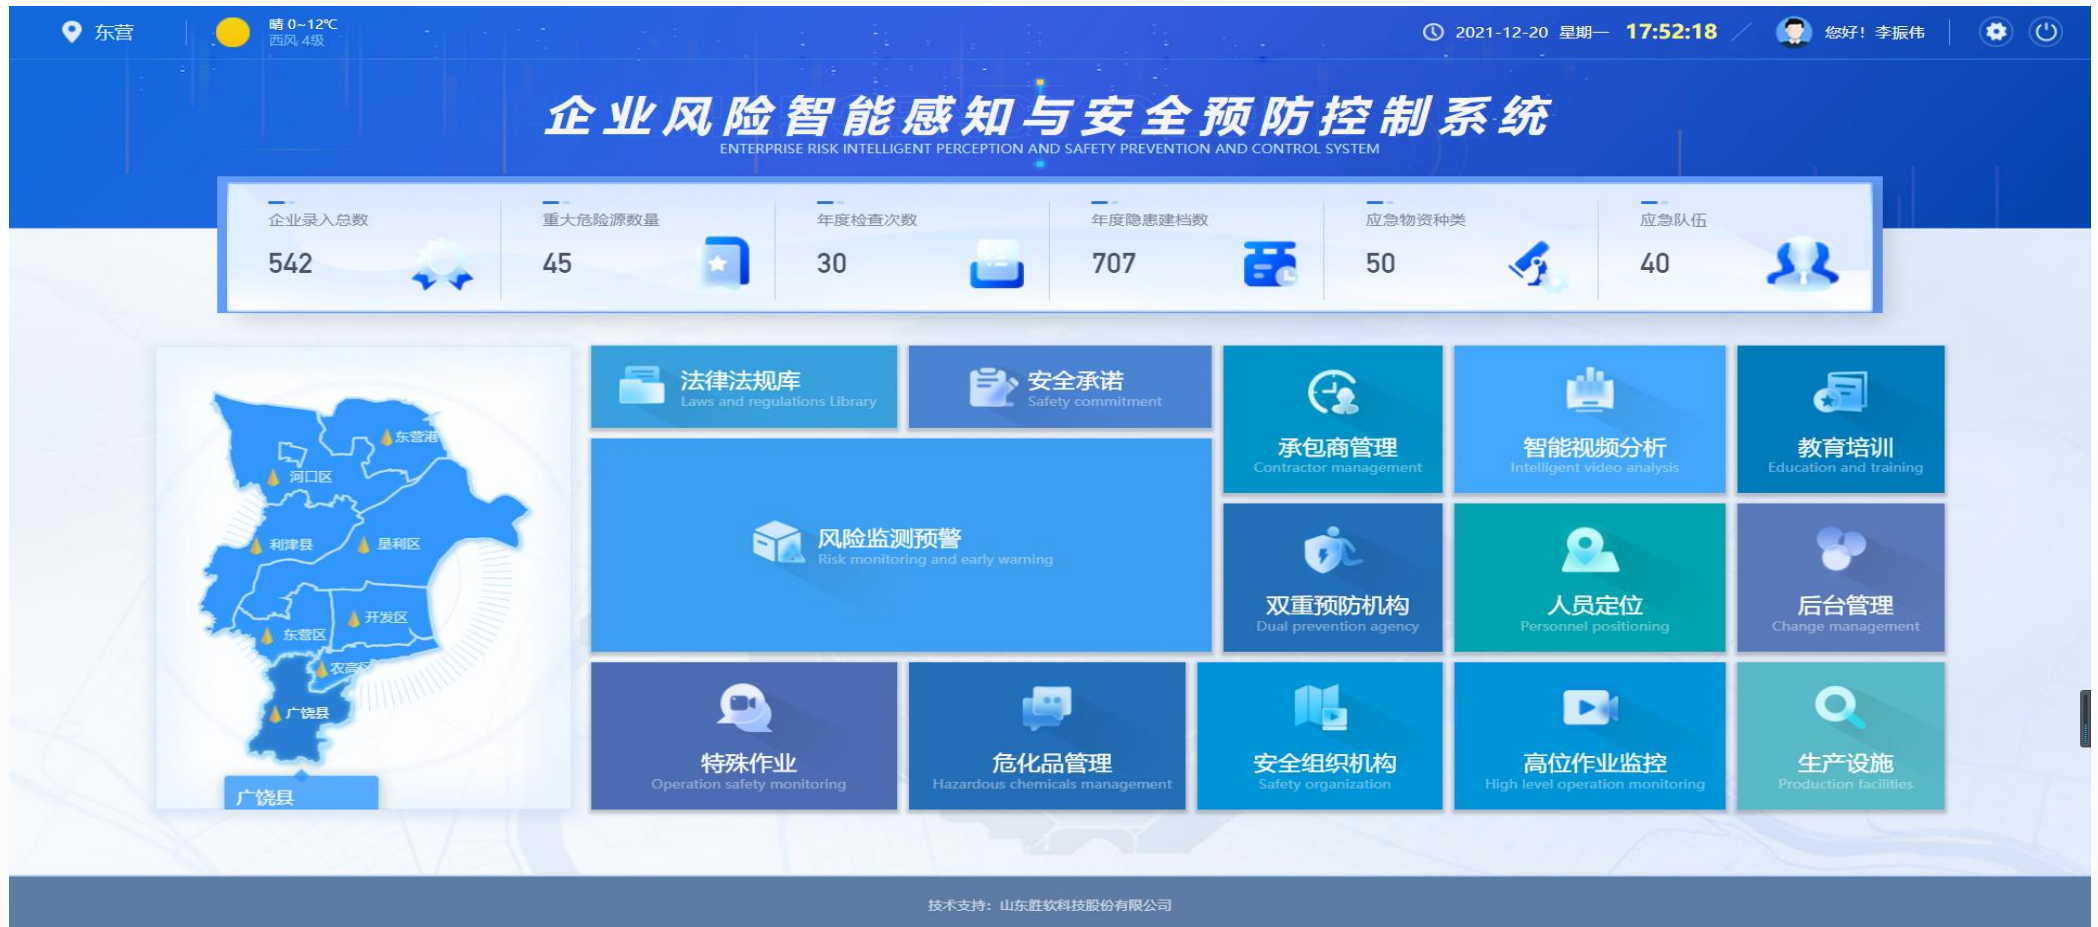 东营
晴 0~12℃
西风 4级
2021-12-20 星期一 17:52:18
您好！李振伟
企业风险智能感知与安全预防控制系统
ENTERPRISE RISK INTELLIGENT PERCEPTION AND SAFETY PREVENTION AND CONTROL SYSTEM
企业录入总数
542
重大危险源数量
45
年度检查次数
30
年度隐患建档数
707
应急物资种类
50
应急队伍
40
东营港
河口区
利津县
垦利区
开发区
东营区
农高区
广饶县
广饶县
法律法规库
Laws and regulations Library
安全承诺
Safety commitment
风险监测预警
Risk monitoring and early warning
承包商管理
Contractor management
智能视频分析
Intelligent video analysis
教育培训
Education and training
双重预防机构
Dual prevention agency
人员定位
Personnel positioning
后台管理
Change management
特殊作业
Operation safety monitoring
危化品管理
Hazardous chemicals management
安全组织机构
Safety organization
高位作业监控
High level operation monitoring
生产设施
Production facilities
技术支持：山东胜软科技股份有限公司